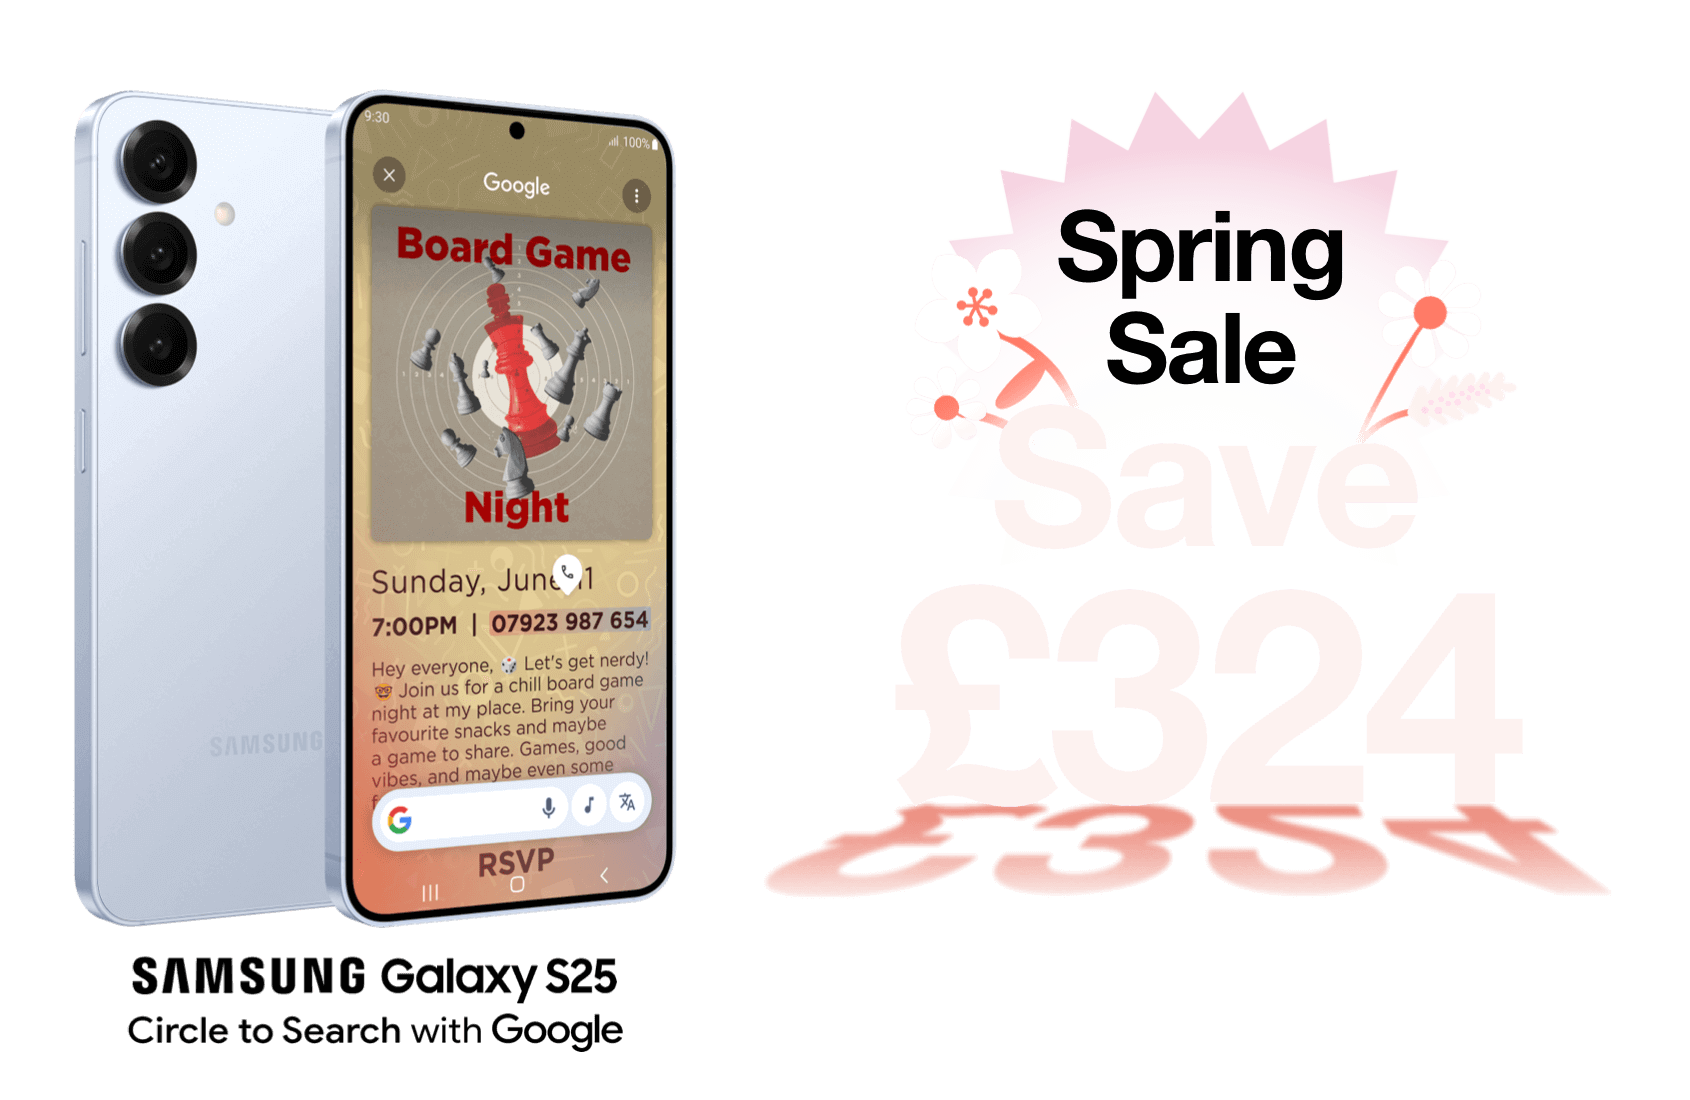 9:30
100%
Google
Board Game
Night
Sunday, June 11
7:00PM | 07923 987 654
Hey everyone, 🎲 Let's get nerdy!
🤓 Join us for a chill board game
night at my place. Bring your
favourite snacks and maybe
a game to share. Games, good
vibes, and maybe even some
RSVP
SAMSUNG
SAMSUNG Galaxy S25
Circle to Search with Google
Spring
Sale
Save
£324